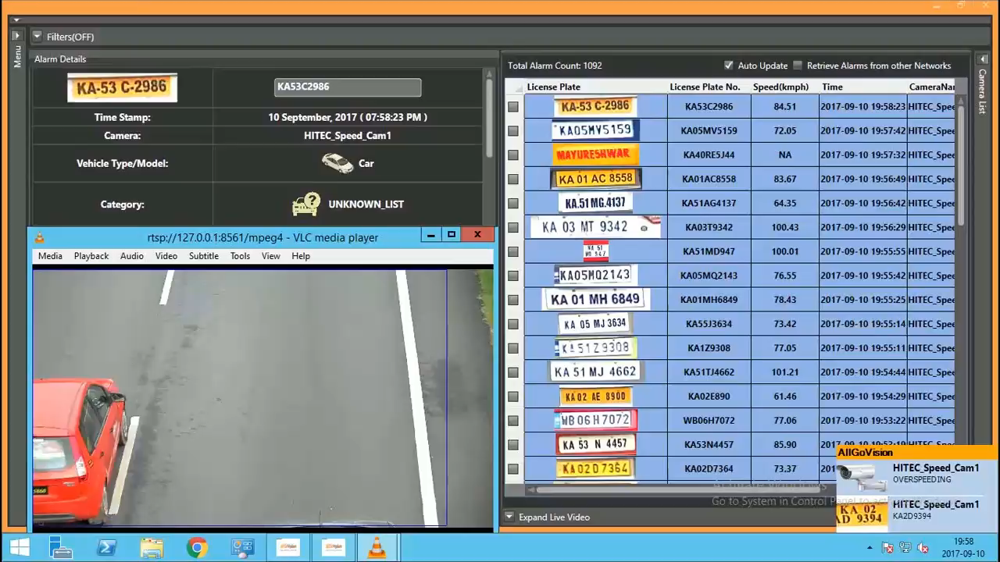 Filters(OFF)
Menu
Alarm Details
KA-53 C-2986
KA53C2986
Time Stamp:
10 September, 2017 ( 07:58:23 PM )
Camera:
HITEC_Speed_Cam1
Vehicle Type/Model:
Car
Category:
UNKNOWN_LIST
rtsp://127.0.0.1:8561/mpeg4 - VLC media player
Media Playback Audio Video Subtitle Tools View Help
Total Alarm Count: 1092
Auto Update
Retrieve Alarms from other Networks
Camera List
License Plate License Plate No. Speed(kmph) Time CameraNar
KA-53 C-2986 KA53C2986 84.51 2017-09-10 19:58:23 HITEC_Spee
KA05MV5159 KA05MV5159 72.05 2017-09-10 19:57:42 HITEC_Spee
MAYURESHWAR KA40RE5J44 NA 2017-09-10 19:57:32 HITEC_Spee
KA 01 AC 8558 KA01AC8558 83.67 2017-09-10 19:56:49 HITEC_Spee
KA.51 MG.4137 KA51AG4137 64.35 2017-09-10 19:56:42 HITEC_Spee
KA 03 MT 9342 KA03T9342 100.43 2017-09-10 19:56:29 HITEC_Spee
KA51MD947 100.01 2017-09-10 19:55:55 HITEC_Spee
KA05MQ2143 KA05MQ2143 76.55 2017-09-10 19:55:34 HITEC_Spee
KA 01 MH 6849 KA01MH6849 78.43 2017-09-10 19:55:25 HITEC_Spee
KA 05 MJ 3634 KA55J3634 73.42 2017-09-10 19:55:14 HITEC_Spee
KA51Z9308 KA1Z9308 77.05 2017-09-10 19:55:11 HITEC_Spee
KA 51 MJ 4662 KA51TJ4662 101.21 2017-09-10 19:54:44 HITEC_Spee
KA02 AE 8900 KA02E890 61.46 2017-09-10 19:54:29 HITEC_Spee
WB06H7072 WB06H7072 77.06 2017-09-10 19:53:22 HITEC_Spee
KA 53 N 4457 KA53N4457 85.90
KA02D7364 KA02D7364 73.37
AllGoVision
HITEC_Speed_Cam1
OVERSPEEDING
HITEC_Speed_Cam1
KA2D9394
KA 02
AD 9394
Go to System in Control Panel to
Expand Live Video
19:58
2017-09-10